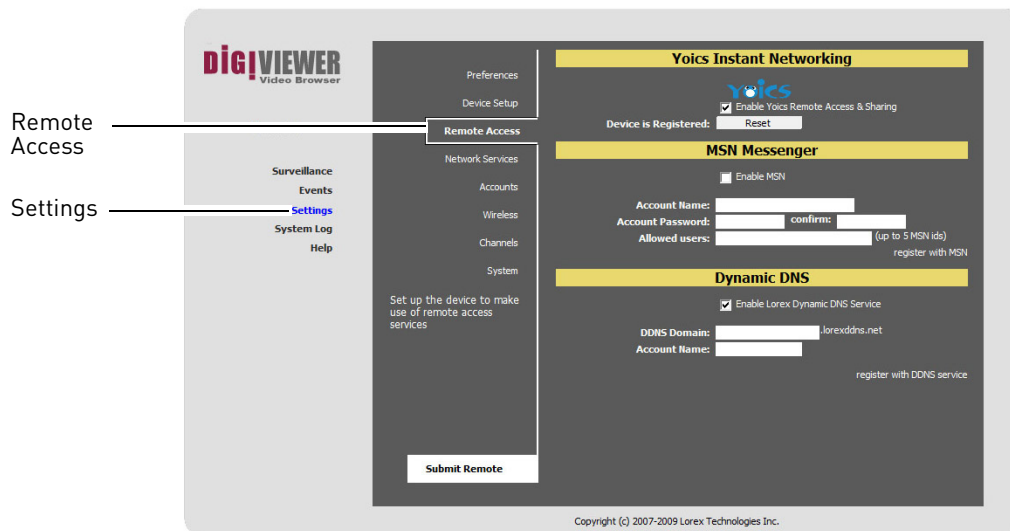 Remote
Access
Settings
DiGiVIEWER
Video Browser
Surveillance
Events
Settings
System Log
Help
Preferences
Device Setup
Remote Access
Network Services
Accounts
Wireless
Channels
System
Set up the device to make
use of remote access
services
Submit Remote
Yoics Instant Networking
Yoics
Enable Yoics Remote Access & Sharing
Device is Registered: Reset
MSN Messenger
Enable MSN
Account Name:
Account Password: confirm:
Allowed users: (up to 5 MSN ids)
register with MSN
Dynamic DNS
Enable Lorex Dynamic DNS Service
DDNS Domain: .lorexddns.net
Account Name:
register with DDNS service
Copyright (c) 2007-2009 Lorex Technologies Inc.